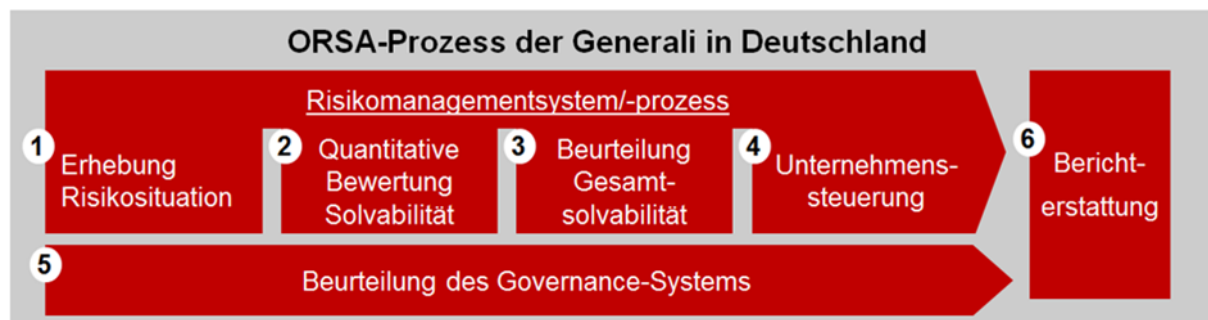 ORSA-Prozess der Generali in Deutschland
Risikomanagementsystem/-prozess
1
Erhebung
Risikosituation
2
Quantitative
Bewertung
Solvabilität
3
Beurteilung
Gesamt-
solvabilität
4
Unternehmens-
steuerung
5
Beurteilung des Governance-Systems
6
Bericht-
erstattung